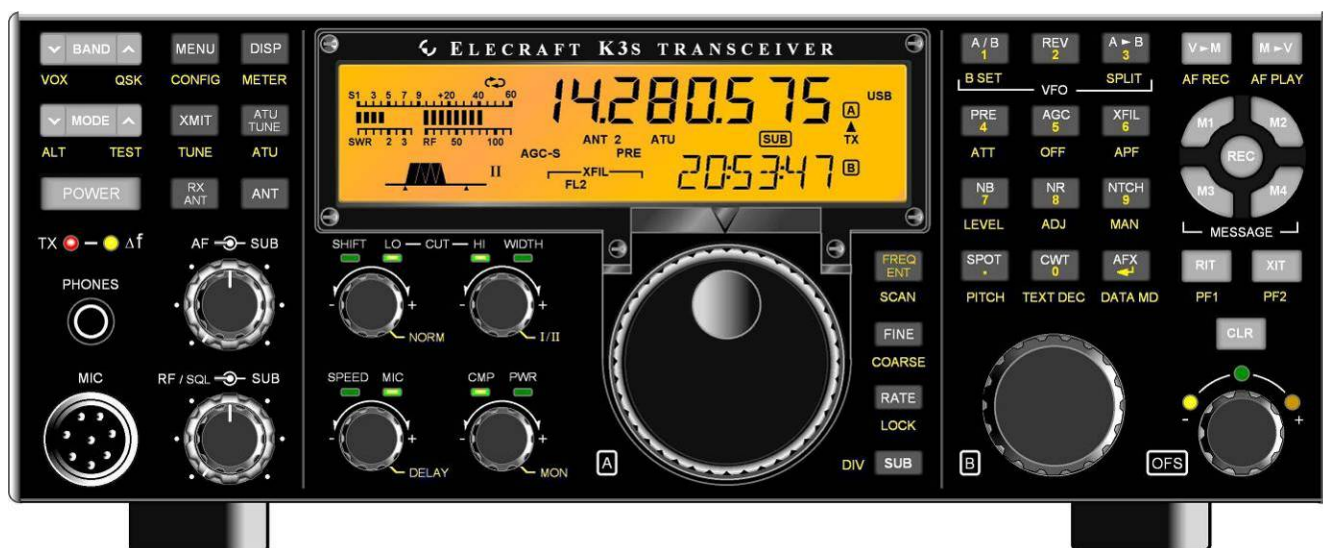 ELECRAFT K3S TRANSCEIVER
BAND
VOX QSK
MENU
CONFIG
DISP
METER
MODE
ALT TEST
XMIT
TUNE
ATU
TUNE
ATU
POWER
RX
ANT
ANT
TX Δf
PHONES
MIC
AF SUB
RF / SQL SUB
S1 3 5 7 9 +20 40 60
SWR 2 3 RF 50 100
14.280.575
USB
A
TX
ANT 2 ATU SUB
AGC-S PRE
II
XFIL
FL2
20:53:47
B
SHIFT LO CUT HI WIDTH
- + - +
NORM I/II
SPEED MIC CMP PWR
- + - +
DELAY MON
A
FREQ
ENT
SCAN
FINE
COARSE
RATE
LOCK
DIV SUB
A / B
1
REV
2
A ► B
3
B SET VFO SPLIT
PRE
4
AGC
5
XFIL
6
ATT OFF APF
NB
7
NR
8
NTCH
9
LEVEL ADJ MAN
SPOT
.
CWT
0
AFX
PITCH TEXT DEC DATA MD
B
V►M M►V
AF REC AF PLAY
M1 M2
REC
M3 M4
MESSAGE
RIT XIT
PF1 PF2
CLR
- +
OFS